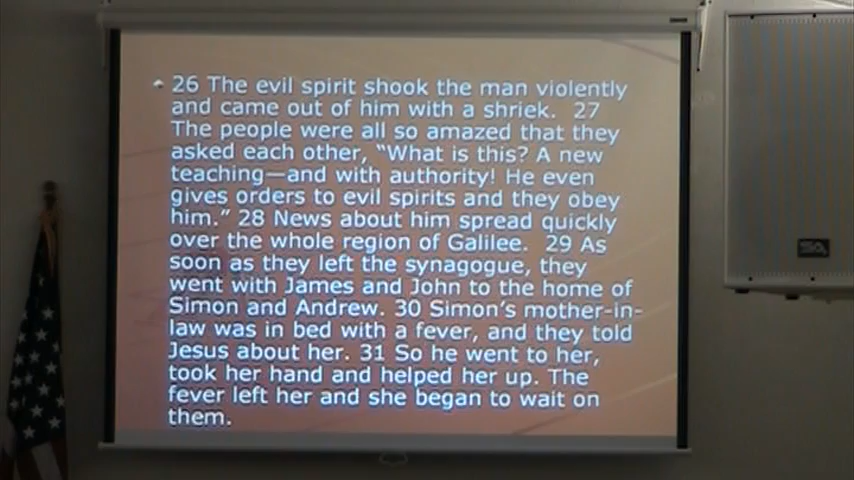 26 The evil spirit shook the man violently
and came out of him with a shriek.  27
The people were all so amazed that they
asked each other, “What is this? A new
teaching—and with authority! He even
gives orders to evil spirits and they obey
him.” 28 News about him spread quickly
over the whole region of Galilee.  29 As
soon as they left the synagogue, they
went with James and John to the home of
Simon and Andrew. 30 Simon’s mother-in-
law was in bed with a fever, and they told
Jesus about her. 31 So he went to her,
took her hand and helped her up. The
fever left her and she began to wait on
them.